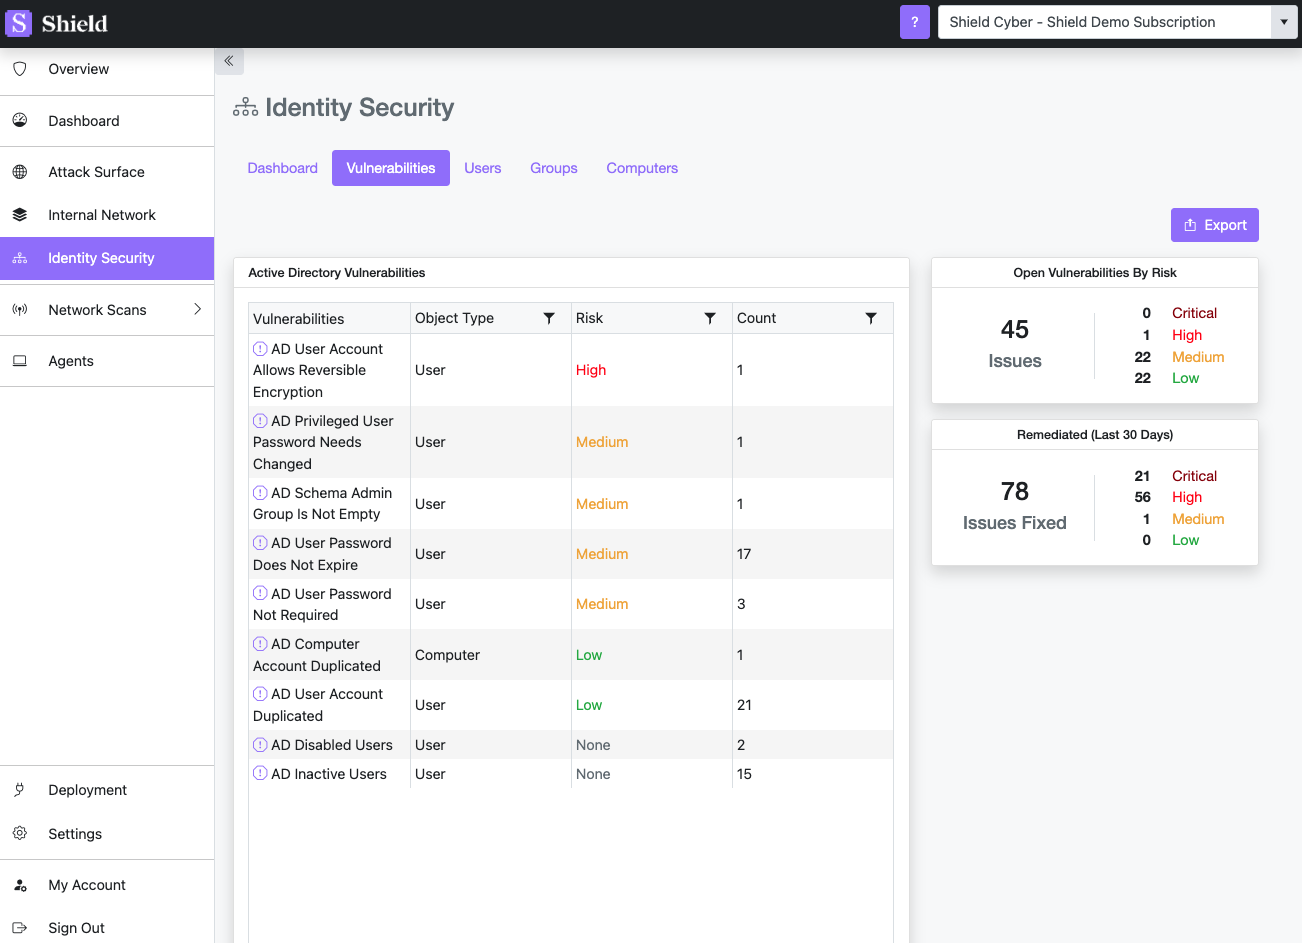 S Shield
?
Shield Cyber - Shield Demo Subscription
Overview
Dashboard
Attack Surface
Internal Network
Identity Security
Network Scans
Agents
Deployment
Settings
My Account
Sign Out
Identity Security
Dashboard Vulnerabilities Users Groups Computers
Export
Active Directory Vulnerabilities
Vulnerabilities Object Type Risk Count
AD User Account
Allows Reversible User High 1
Encryption
AD Privileged User
Password Needs User Medium 1
Changed
AD Schema Admin
Group Is Not Empty User Medium 1
AD User Password
Does Not Expire User Medium 17
AD User Password
Not Required User Medium 3
AD Computer
Account Duplicated Computer Low 1
AD User Account
Duplicated User Low 21
AD Disabled Users User None 2
AD Inactive Users User None 15
Open Vulnerabilities By Risk
45
Issues
0 Critical
1 High
22 Medium
22 Low
Remediated (Last 30 Days)
78
Issues Fixed
21 Critical
56 High
1 Medium
0 Low